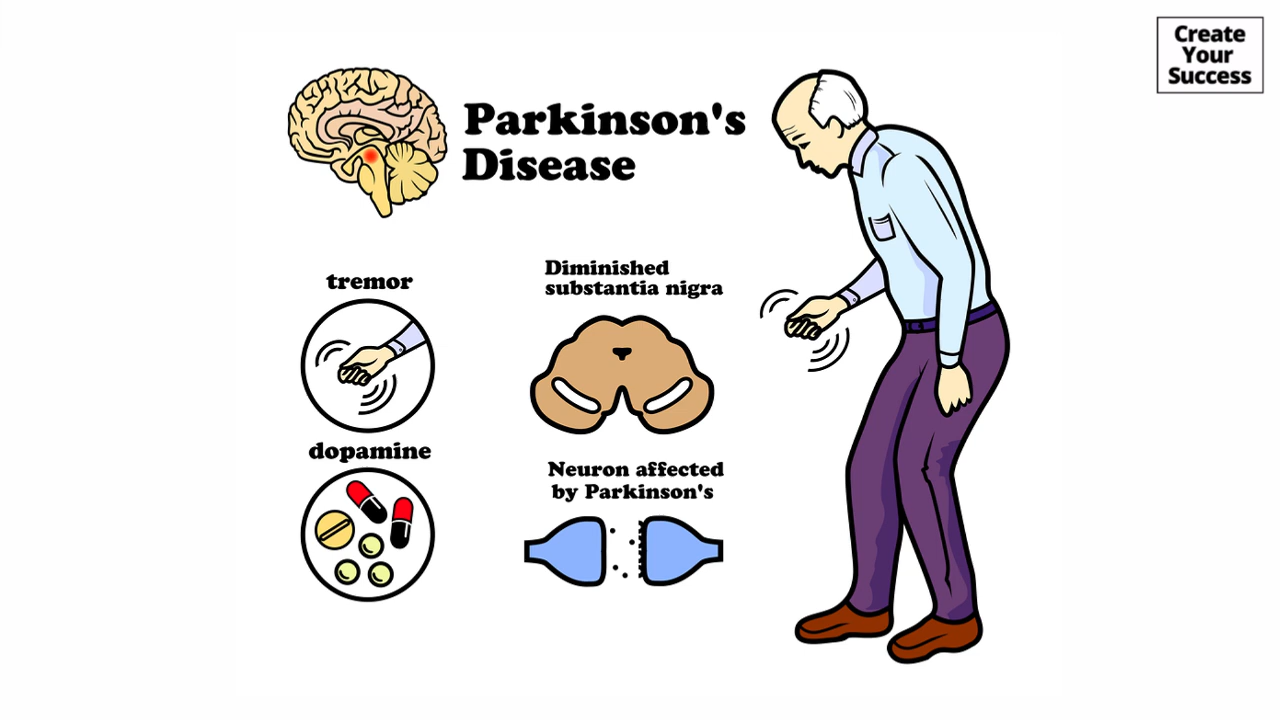 Create
Your
Success
Parkinson's
Disease
tremor
Diminished
substantia nigra
dopamine
Neuron affected
by Parkinson's